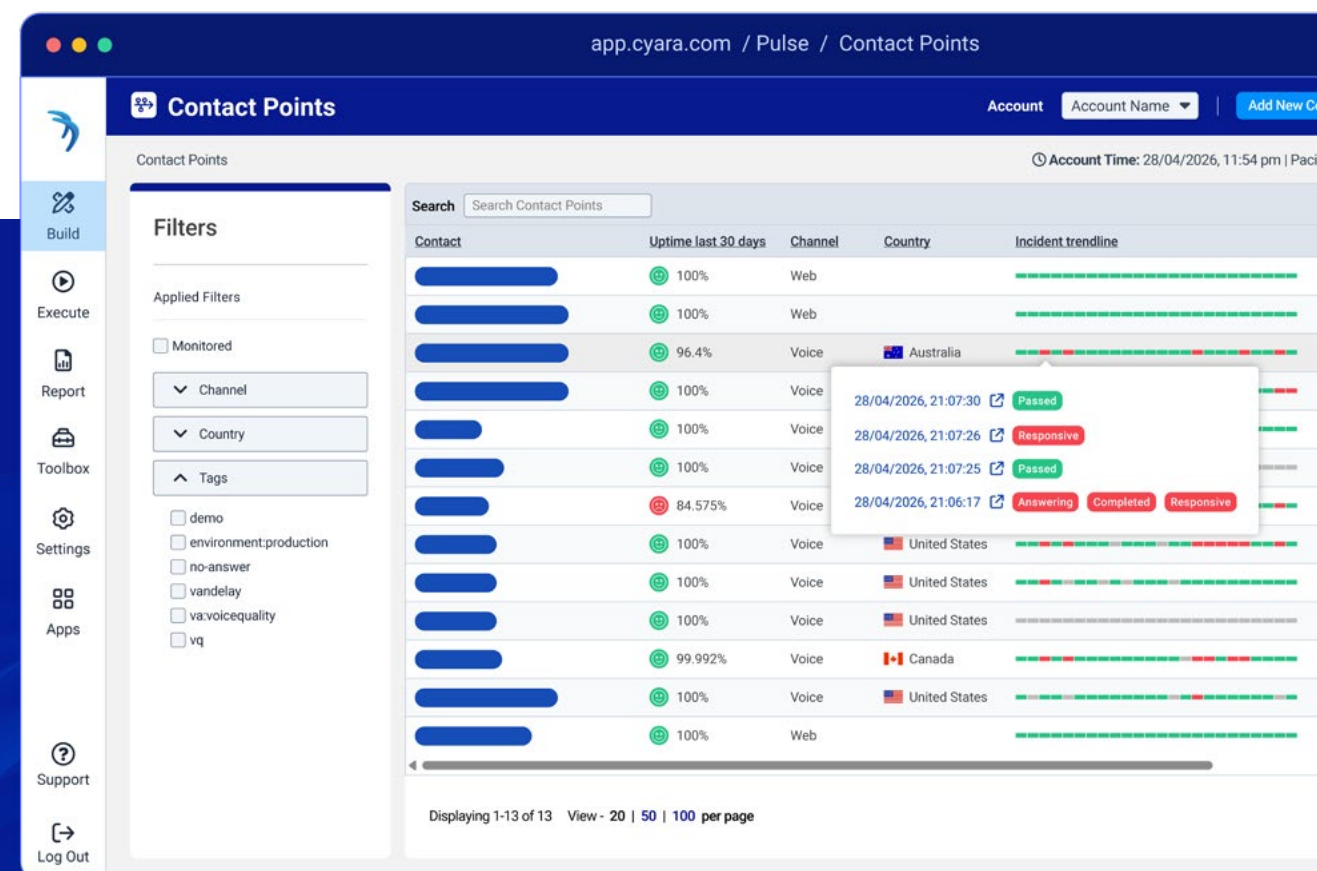 app.cyara.com / Pulse / Contact Points
Contact Points
Account Account Name
Add New
Contact Points
Account Time: 28/04/2026, 11:54 pm |
Build
Execute
Report
Toolbox
Settings
Apps
Support
Log Out
Filters
Applied Filters
Monitored
Channel
Country
Tags
demo
environment:production
no-answer
vandelay
va:voicequality
vq
Search Search Contact Points
Contact Uptime last 30 days Channel Country Incident trendline
100% Web
100% Web
96.4% Voice Australia
100% Voice
100% Voice
100% Voice
84.575% Voice
100% Voice United States
100% Voice United States
100% Voice United States
99.992% Voice Canada
100% Voice United States
100% Web
28/04/2026, 21:07:30 Passed
28/04/2026, 21:07:26 Responsive
28/04/2026, 21:07:25 Passed
28/04/2026, 21:06:17 Answering Completed Responsive
Displaying 1-13 of 13 View - 20 | 50 | 100 per page